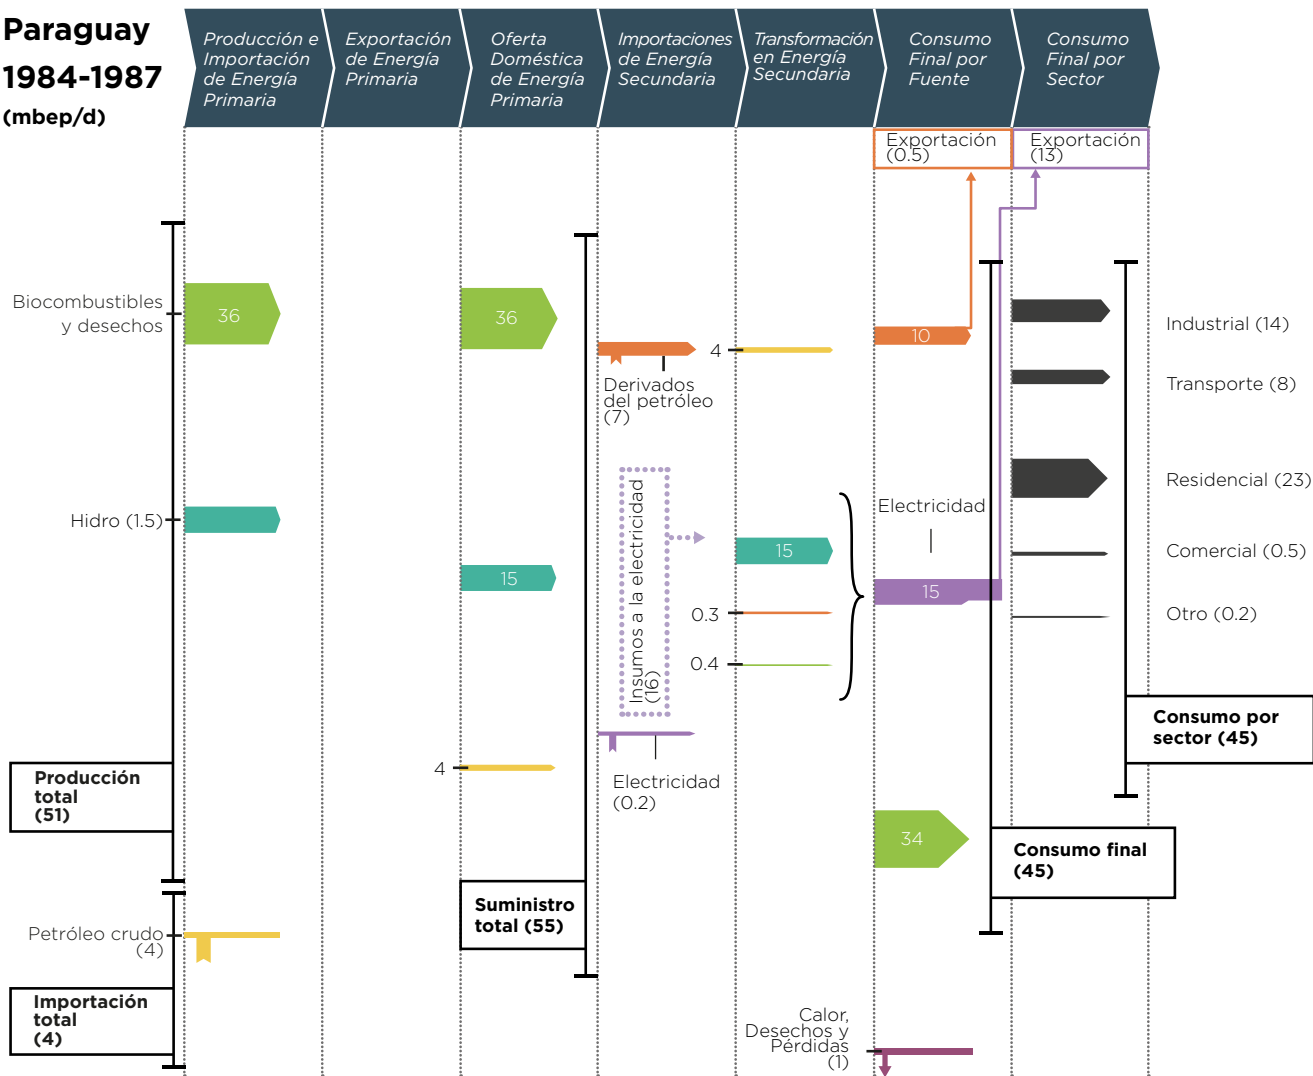 Paraguay
1984-1987
(mbep/d)
Producción e
Importación
de Energía
Primaria
Exportación
de Energía
Primaria
Oferta
Doméstica
de Energía
Primaria
Importaciones
de Energía
Secundaria
Transformación
en Energía
Secundaria
Consumo
Final por
Fuente
Consumo
Final por
Sector
Exportación
(0.5)
Exportación
(13)
Biocombustibles
y desechos
36
36
Derivados
del petróleo
(7)
4
10
Industrial (14)
Transporte (8)
Residencial (23)
Comercial (0.5)
Otro (0.2)
Hidro (1.5)
15
Insumos a la electricidad
(16)
15
0.3
0.4
Electricidad
15
Electricidad
(0.2)
4
34
Producción
total
(51)
Consumo por
sector (45)
Consumo final
(45)
Suministro
total (55)
Petróleo crudo
(4)
Importación
total
(4)
Calor,
Desechos y
Pérdidas
(1)